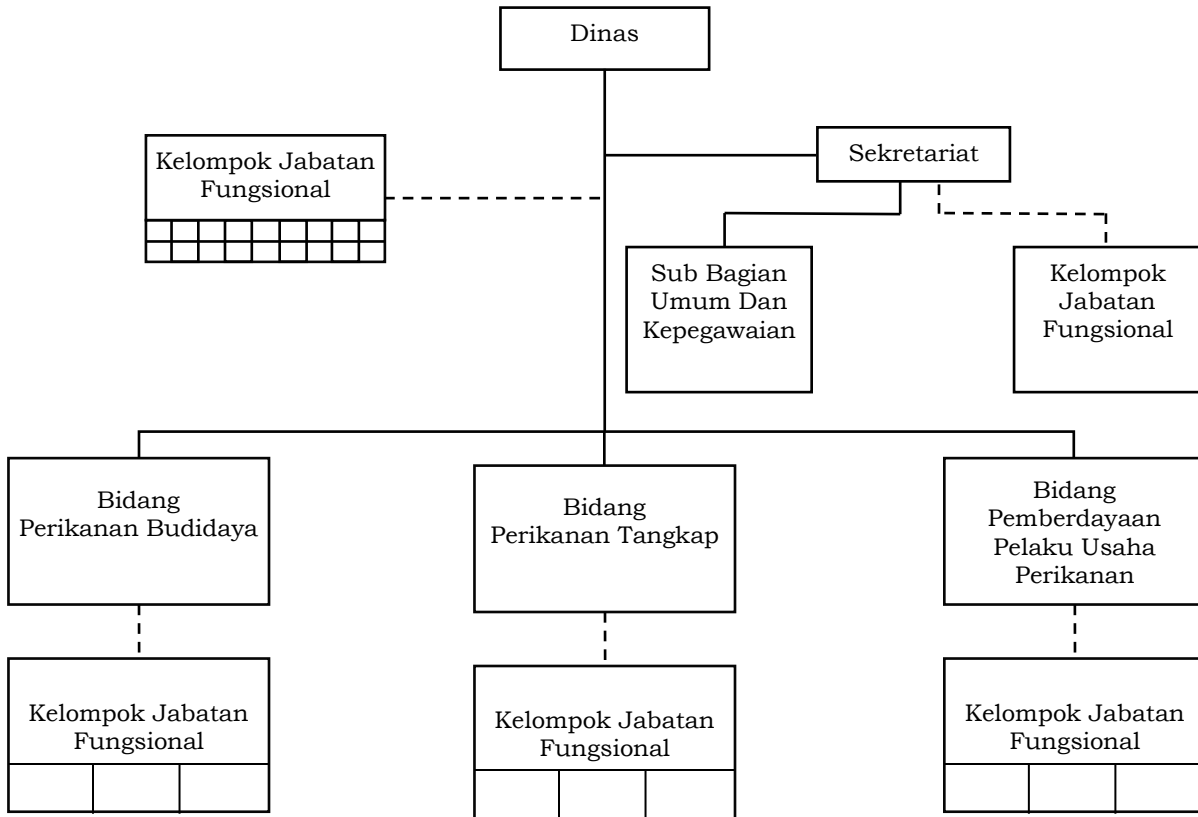 Dinas
Kelompok Jabatan
Fungsional
Sekretariat
Sub Bagian
Umum Dan
Kepegawaian
Kelompok
Jabatan
Fungsional
Bidang
Perikanan Budidaya
Bidang
Perikanan Tangkap
Bidang
Pemberdayaan
Pelaku Usaha
Perikanan
Kelompok Jabatan
Fungsional
Kelompok Jabatan
Fungsional
Kelompok Jabatan
Fungsional